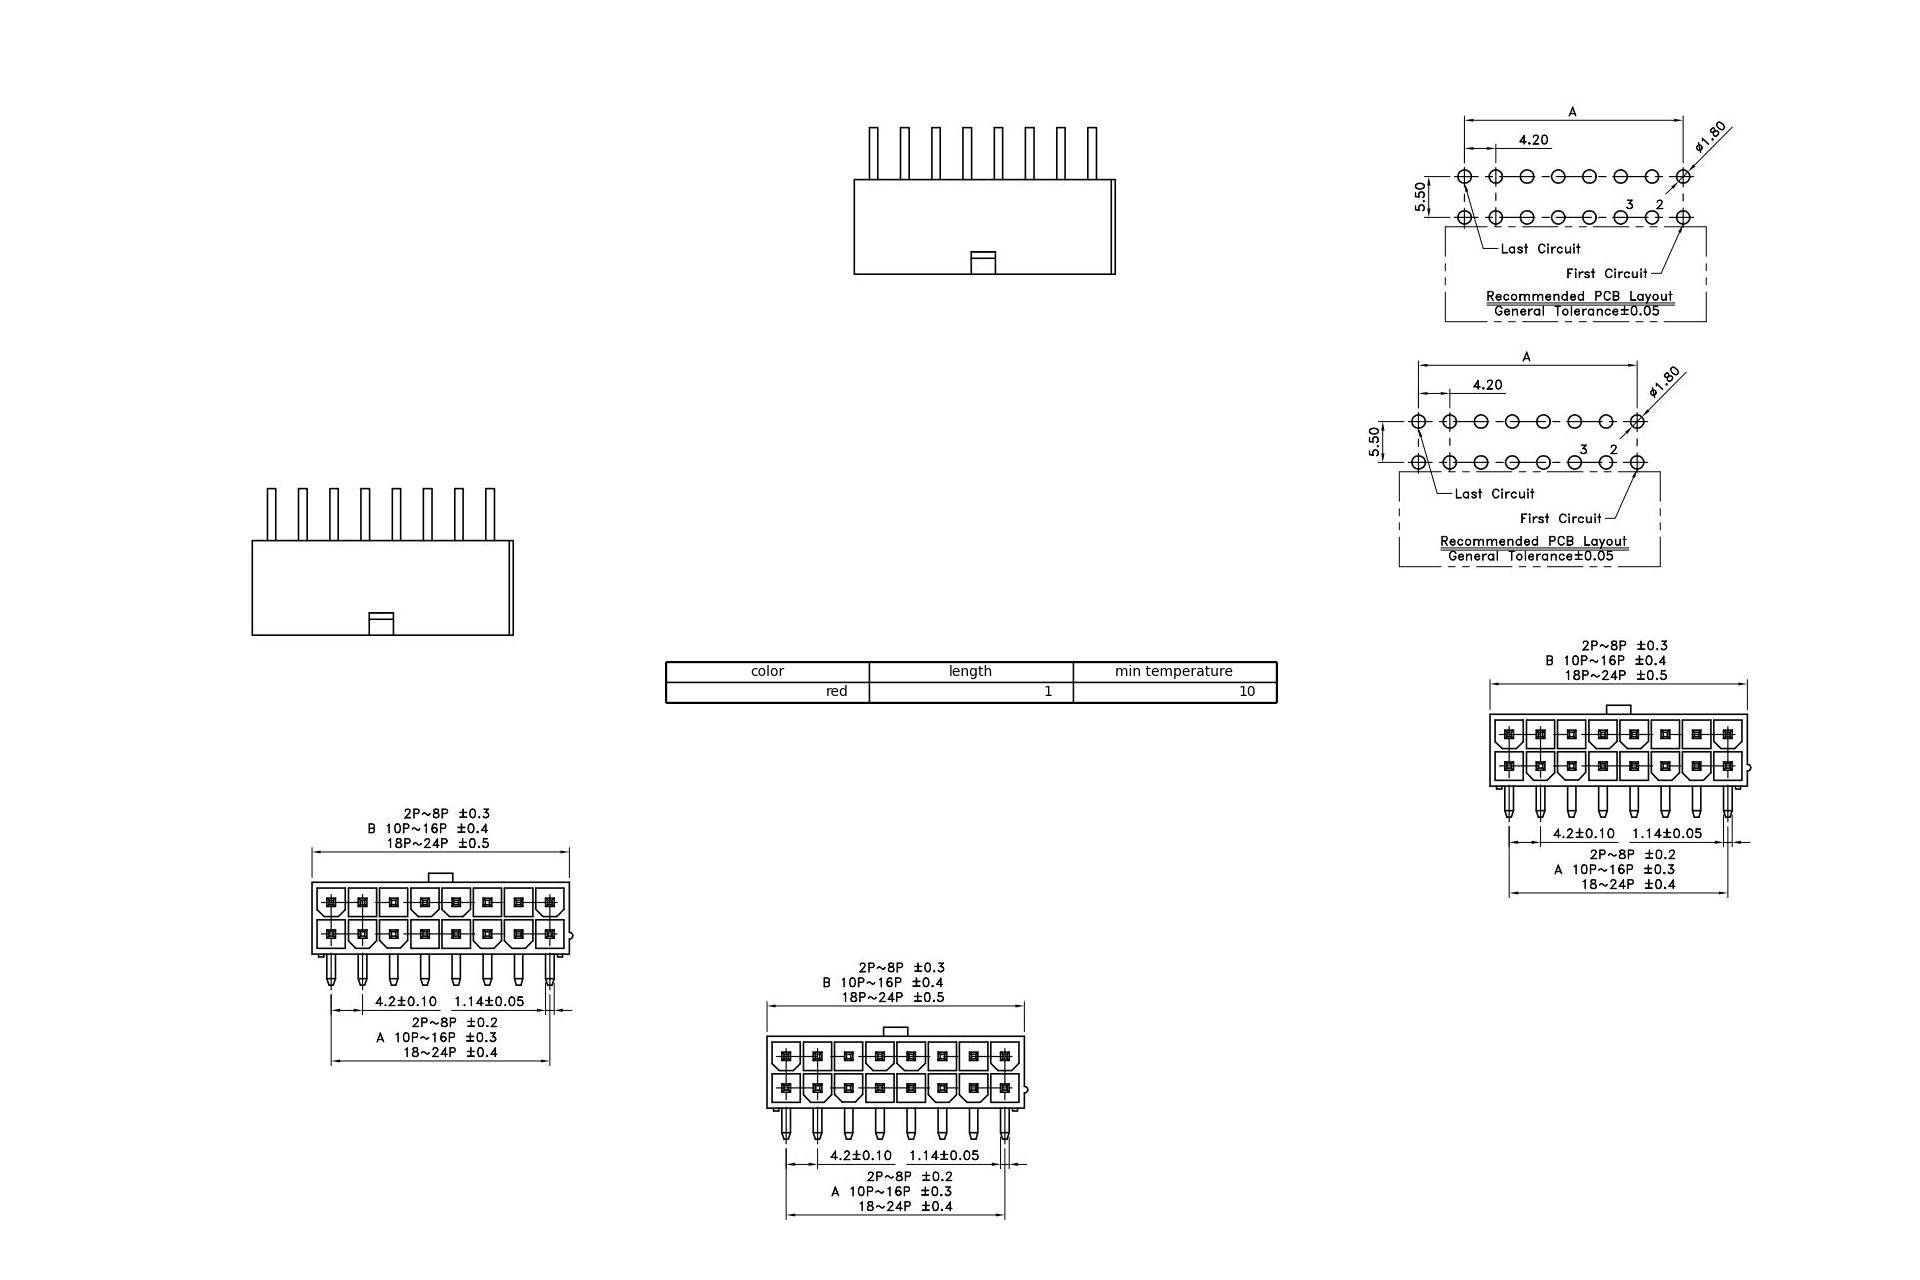 A
4.20
ø1.80
5.50
3 2
Last Circuit
First Circuit
Recommended PCB Layout
General Tolerance±0.05
A
4.20
ø1.80
5.50
3 2
Last Circuit
First Circuit
Recommended PCB Layout
General Tolerance±0.05
color length min temperature
red 1 10
2P~8P ±0.3
B 10P~16P ±0.4
18P~24P ±0.5
4.2±0.10 1.14±0.05
2P~8P ±0.2
A 10P~16P ±0.3
18~24P ±0.4
2P~8P ±0.3
B 10P~16P ±0.4
18P~24P ±0.5
4.2±0.10 1.14±0.05
2P~8P ±0.2
A 10P~16P ±0.3
18~24P ±0.4
2P~8P ±0.3
B 10P~16P ±0.4
18P~24P ±0.5
4.2±0.10 1.14±0.05
2P~8P ±0.2
A 10P~16P ±0.3
18~24P ±0.4